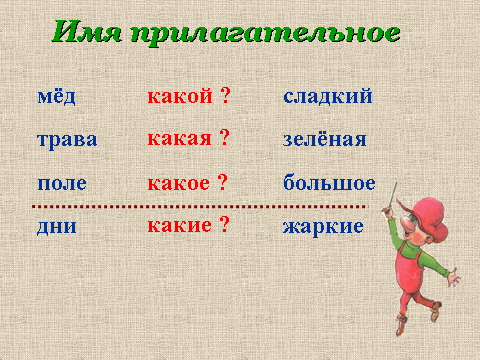 Имя прилагательное
мёд какой ? сладкий
трава какая ? зелёная
поле какое ? большое
дни какие ? жаркие